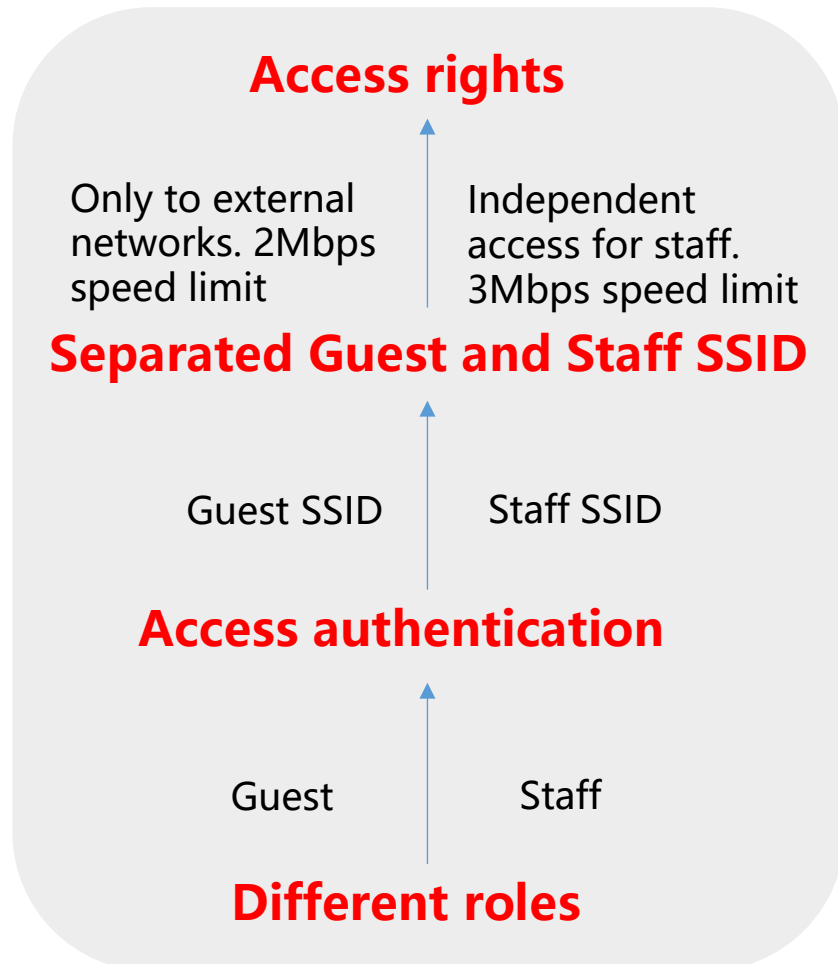 Access rights
Only to external
networks. 2Mbps
speed limit
Independent
access for staff.
3Mbps speed limit
Separated Guest and Staff SSID
Guest SSID
Staff SSID
Access authentication
Guest
Staff
Different roles